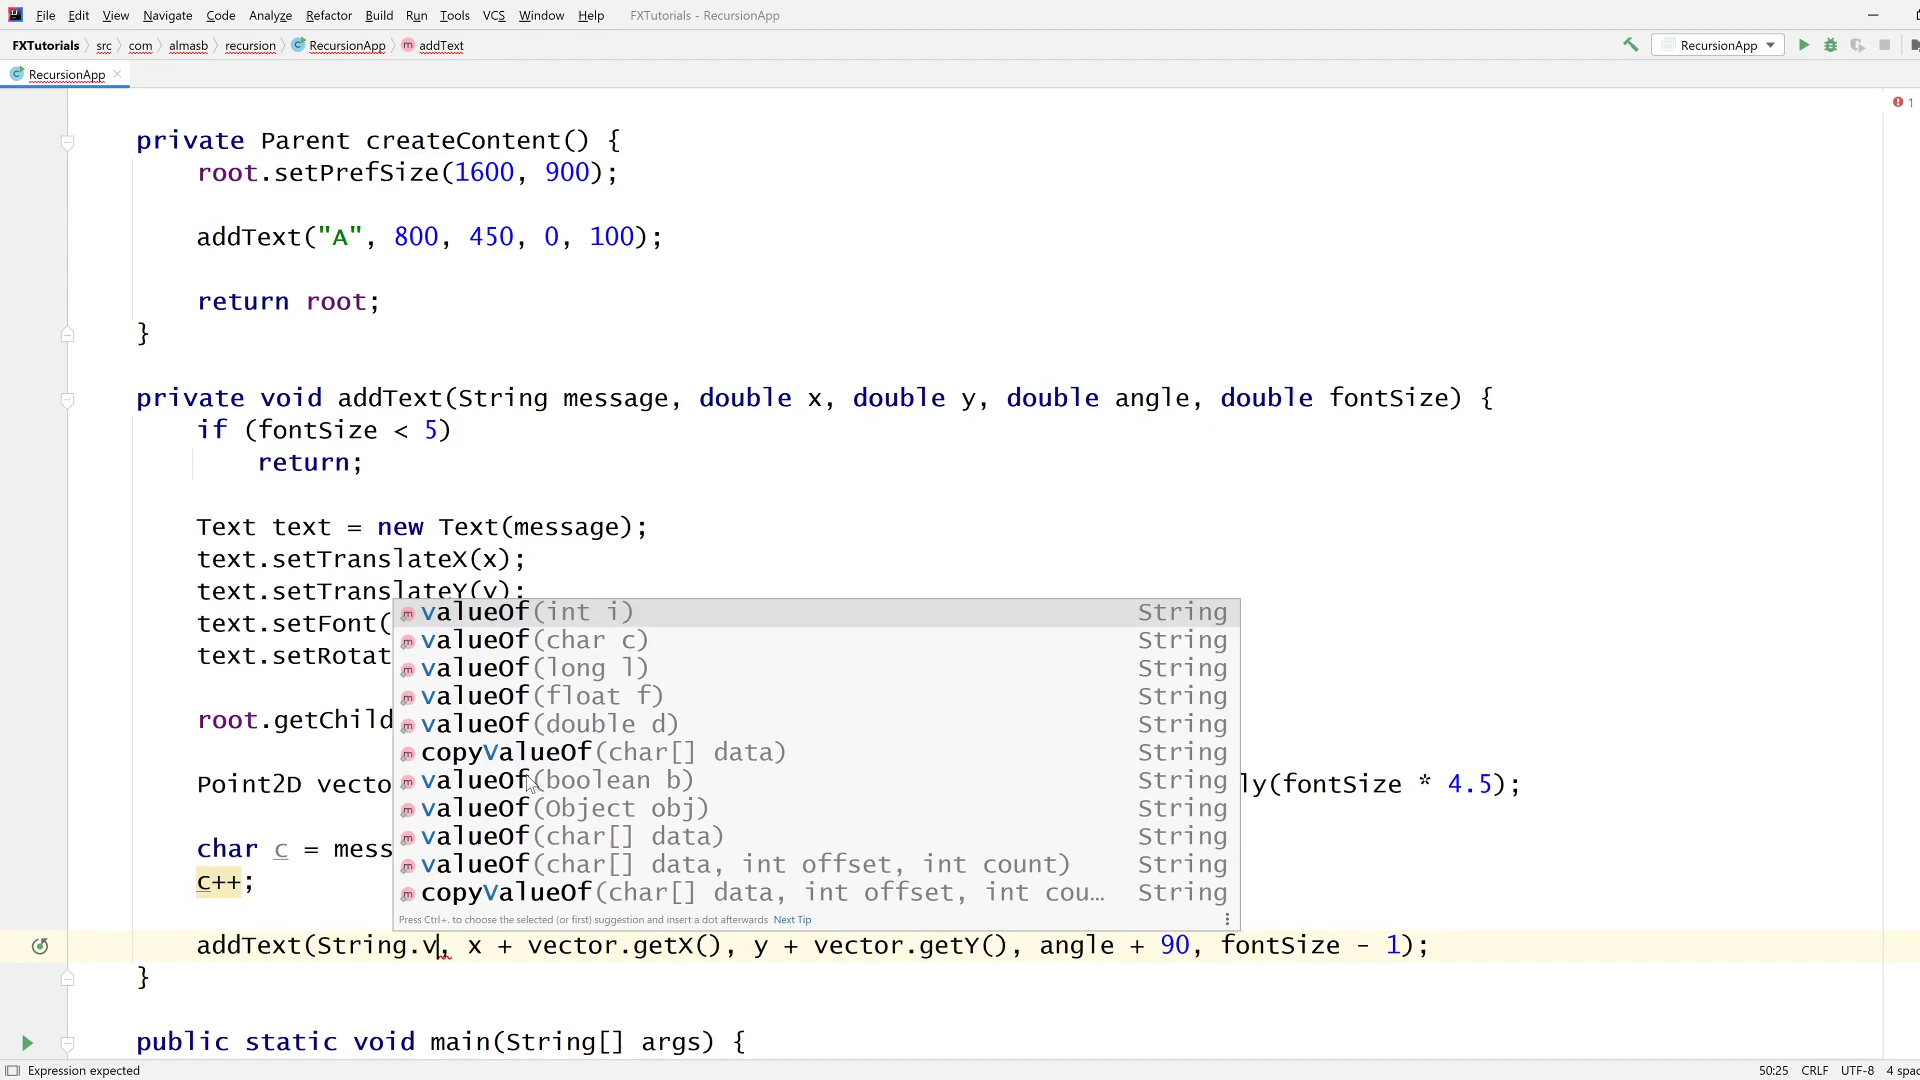 File Edit View Navigate Code Analyze Refactor Build Run Tools VCS Window Help FXTutorials - RecursionApp
FXTutorials src com almasb recursion RecursionApp addText RecursionApp
RecursionApp
1
private Parent createContent() {
root.setPrefSize(1600, 900);
addText("A", 800, 450, 0, 100);
return root;
}
private void addText(String message, double x, double y, double angle, double fontSize) {
if (fontSize < 5)
return;
Text text = new Text(message);
text.setTranslateX(x);
text.setTranslateY(y);
text.setFont(
text.setRotat
root.getChild
Point2D vecto ly(fontSize * 4.5);
char c = mess
c++;
valueOf(int i) String
valueOf(char c) String
valueOf(long l) String
valueOf(float f) String
valueOf(double d) String
copyValueOf(char[] data) String
valueOf(boolean b) String
valueOf(Object obj) String
valueOf(char[] data) String
valueOf(char[] data, int offset, int count) String
copyValueOf(char[] data, int offset, int cou… String
Press Ctrl+. to choose the selected (or first) suggestion and insert a dot afterwards Next Tip
addText(String.v, x + vector.getX(), y + vector.getY(), angle + 90, fontSize - 1);
}
public static void main(String[] args) {
Expression expected 50:25 CRLF UTF-8 4 spac